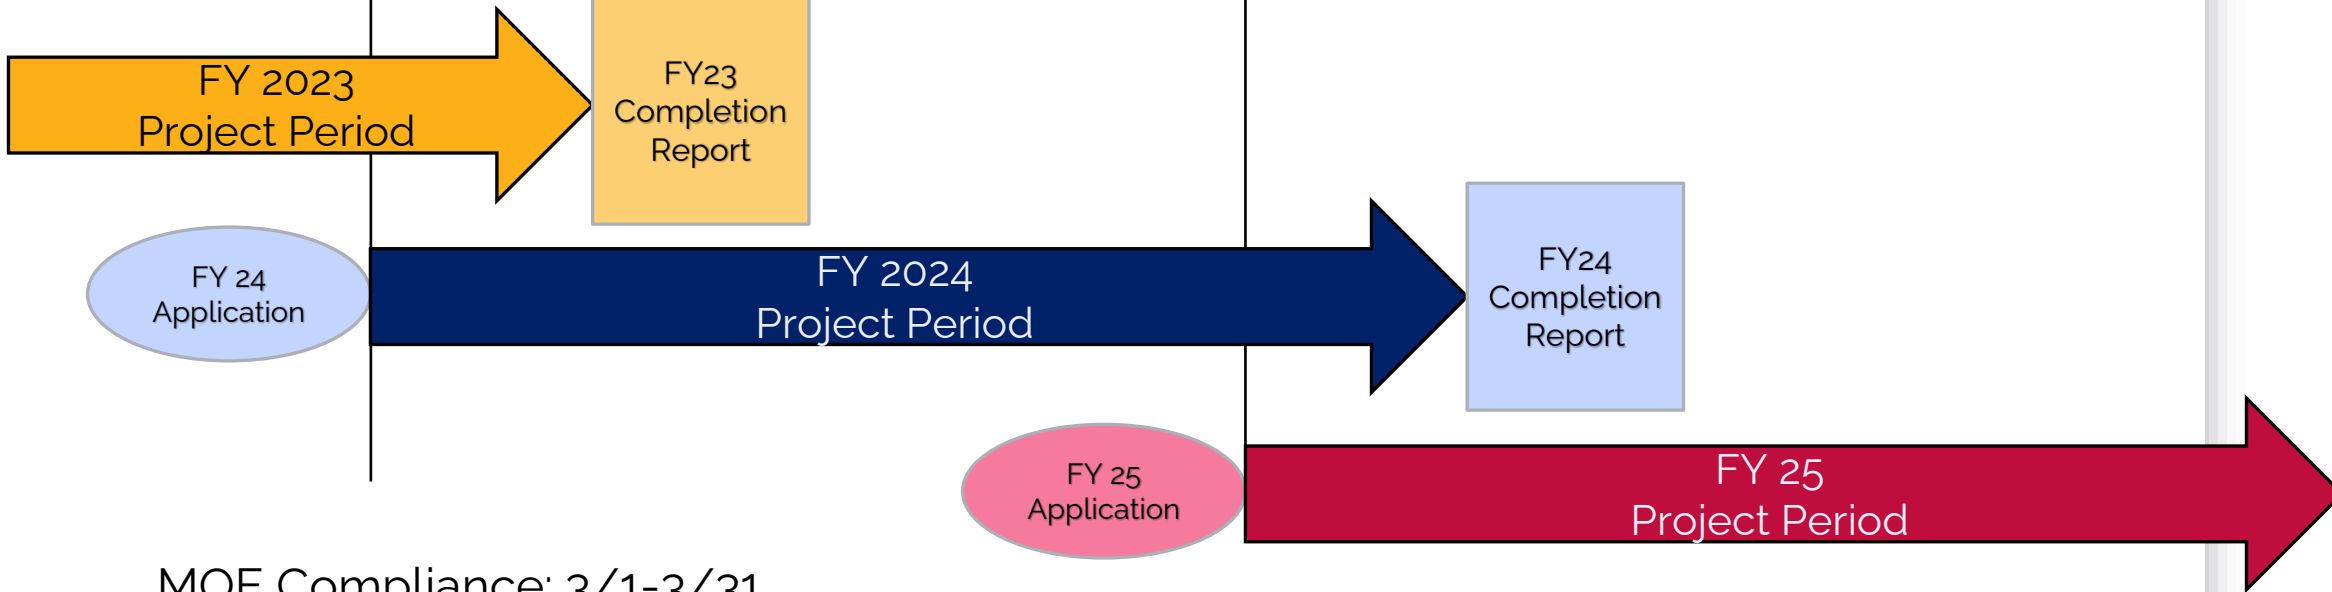 FY 2023
Project Period
FY23
Completion
Report
FY 24
Application
FY 2024
Project Period
FY24
Completion
Report
FY 25
Application
FY 25
Project Period
MOE Compliance: 3/1-3/31